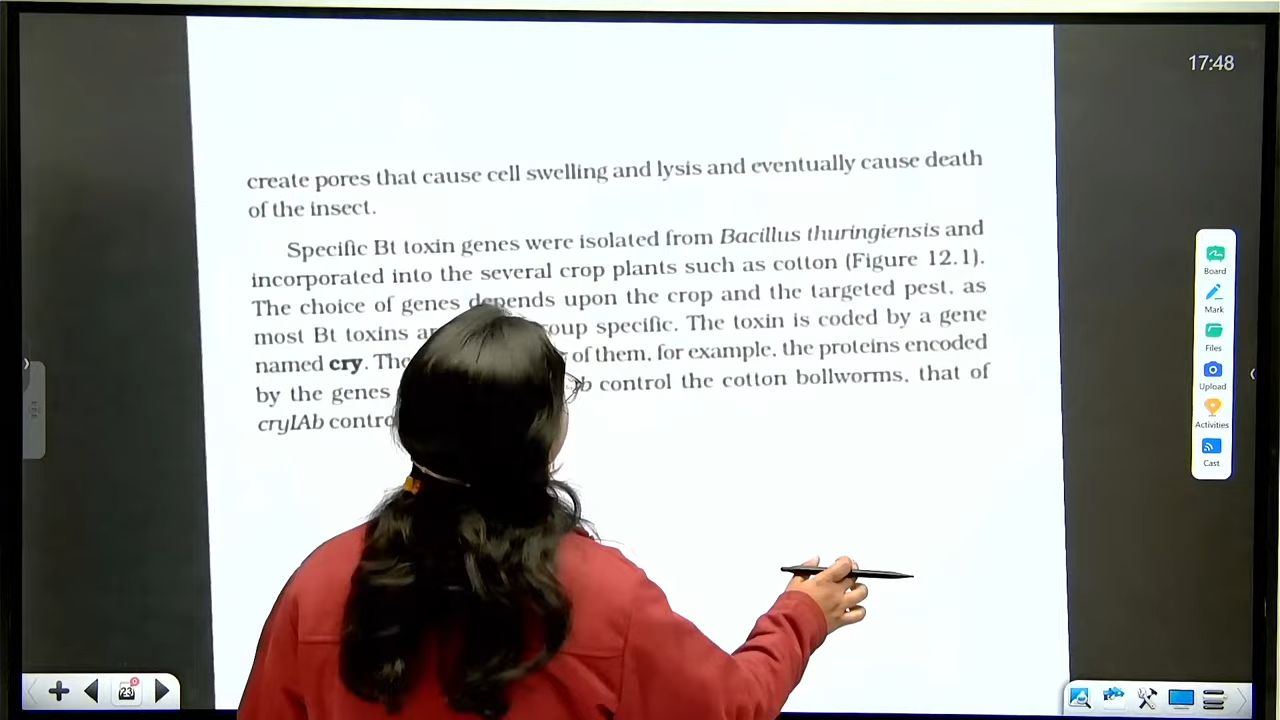 17:48
create pores that cause cell swelling and lysis and eventually cause death
of the insect.
Specific Bt toxin genes were isolated from Bacillus thuringiensis and
incorporated into the several crop plants such as cotton (Figure 12.1).
The choice of genes depends upon the crop and the targeted pest, as
most Bt toxins specific. The toxin is coded by a gene
named cry. of them, for example, the proteins encoded
by the genes control the cotton bollworms, that of
cryIAb
Board
Mark
Files
Upload
Activities
Cast
23
0